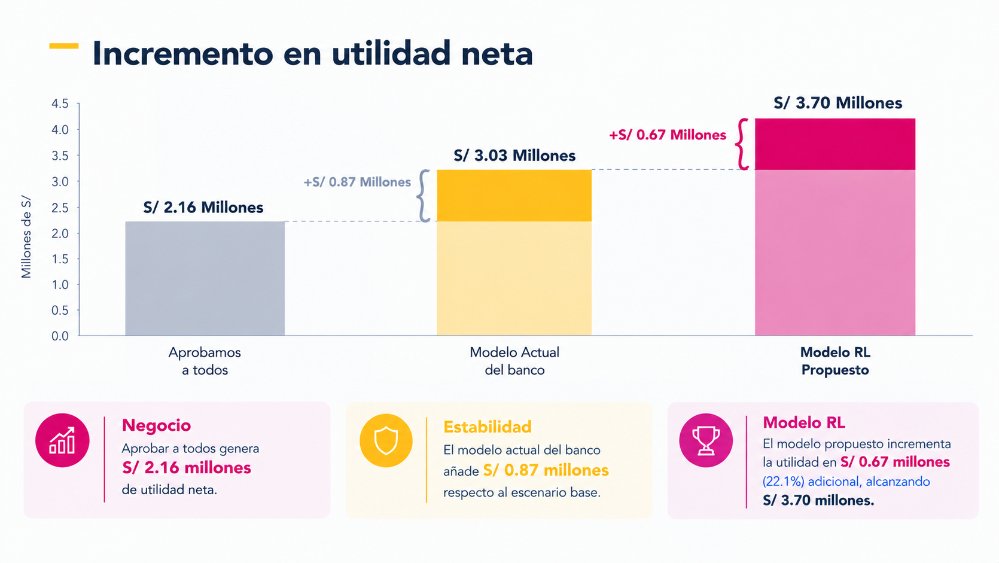 Incremento en utilidad neta
Millones de S/
4.5
4.0
3.5
3.0
2.5
2.0
1.5
1.0
0.5
0.0
S/ 2.16 Millones
+S/ 0.87 Millones
S/ 3.03 Millones
+S/ 0.67 Millones
S/ 3.70 Millones
Aprobamos
a todos
Modelo Actual
del banco
Modelo RL
Propuesto
Negocio
Aprobar a todos genera
S/ 2.16 millones
de utilidad neta.
Estabilidad
El modelo actual del banco
añade S/ 0.87 millones
respecto al escenario base.
Modelo RL
El modelo propuesto incrementa
la utilidad en S/ 0.67 millones
(22.1%) adicional, alcanzando
S/ 3.70 millones.